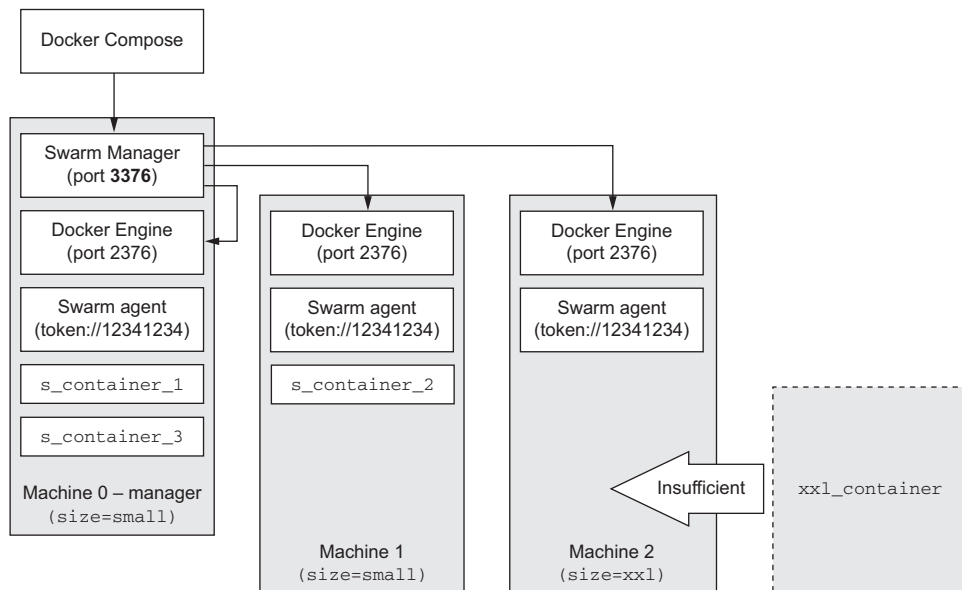 Docker Compose
Swarm Manager
(port 3376)
Docker Engine
(port 2376)
Swarm agent
(token://12341234)
s_container_1
s_container_3
Machine 0 – manager
(size=small)
Docker Engine
(port 2376)
Swarm agent
(token://12341234)
s_container_2
Machine 1
(size=small)
Docker Engine
(port 2376)
Swarm agent
(token://12341234)
Machine 2
(size=xxl)
Insufficient
xxl_container